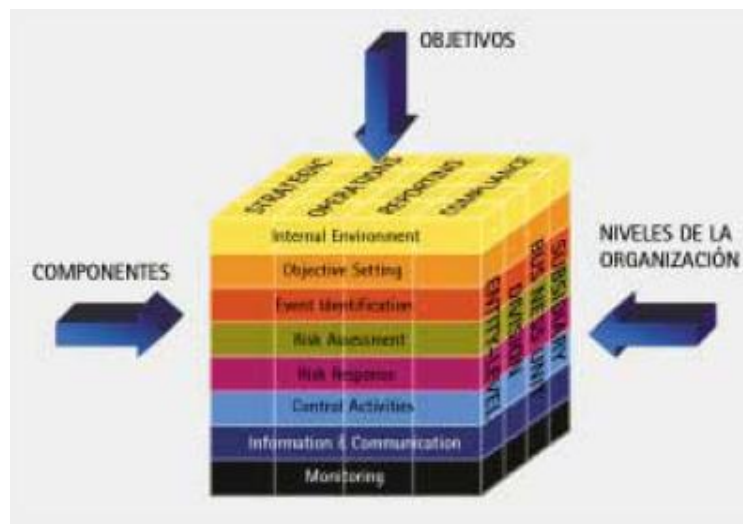 OBJETIVOS
STRATEGIC
OPERATIONS
REPORTING
COMPLIANCE
COMPONENTES
Internal Environment
Objective Setting
Event Identification
Risk Assessment
Risk Response
Control Activities
Information & Communication
Monitoring
ENTITY-LEVEL
DIVISION
BUSINESS UNIT
SUBSIDIARY
NIVELES DE LA
ORGANIZACIÓN